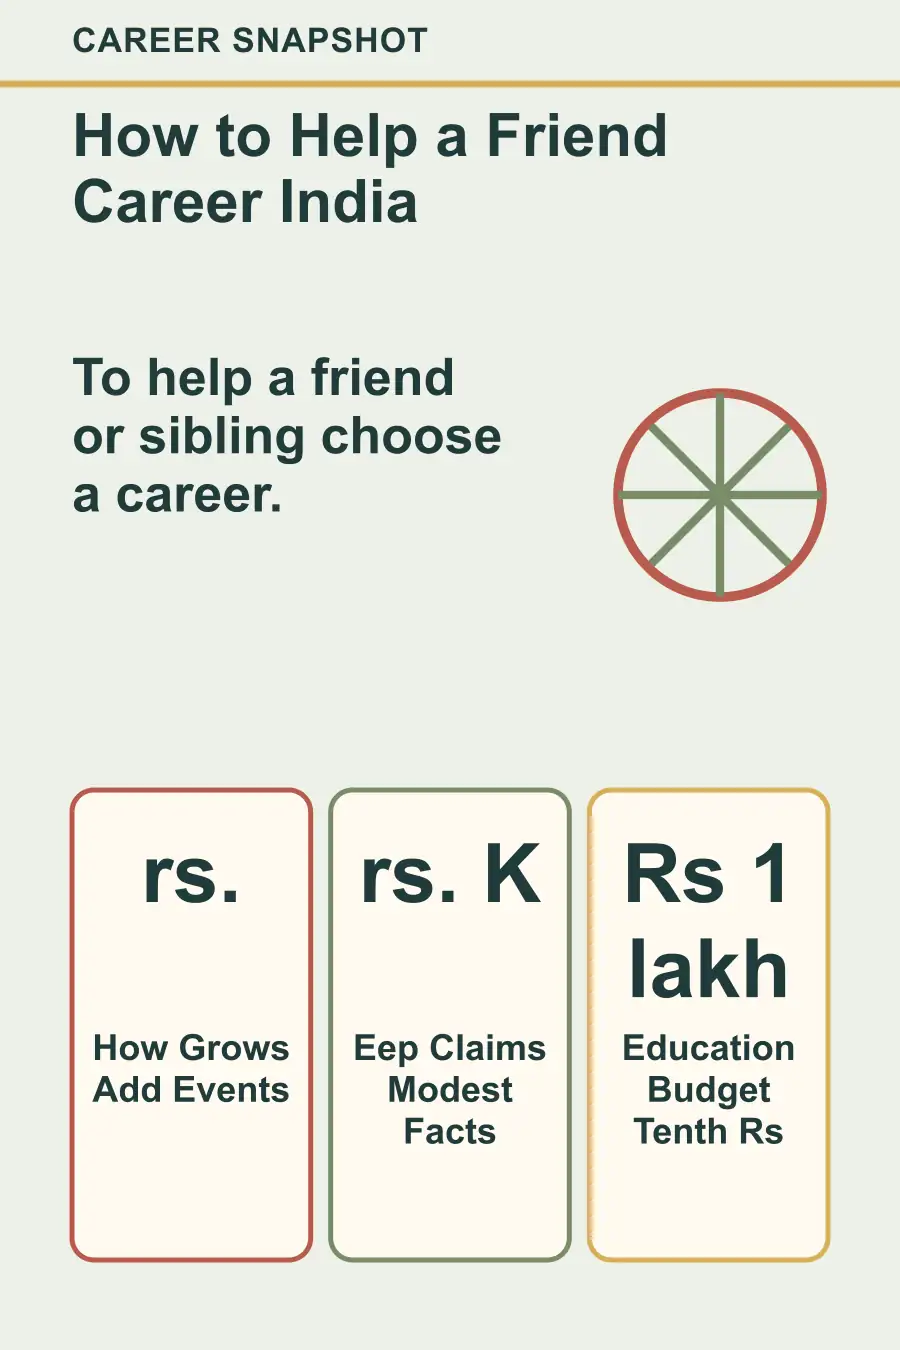 CAREER SNAPSHOT
How to Help a Friend
Career India
To help a friend
or sibling choose
a career.
rs.
How Grows
Add Events
rs. K
Eep Claims
Modest
Facts
Rs 1
lakh
Education
Budget
Tenth Rs